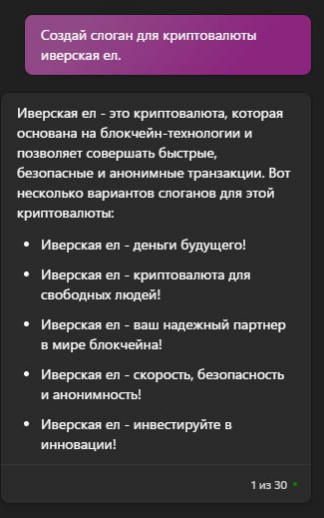 Создай слоган для криптовалюты
иверская ел.
Иверская ел - это криптовалюта, которая
основана на блокчейн-технологии и
позволяет совершать быстрые,
безопасные и анонимные транзакции. Вот
несколько вариантов слоганов для этой
криптовалюты:
• Иверская ел - деньги будущего!
• Иверская ел - криптовалюта для
свободных людей!
• Иверская ел - ваш надежный партнер
в мире блокчейна!
• Иверская ел - скорость, безопасность
и анонимность!
• Иверская ел - инвестируйте в
инновации!
1 из 30